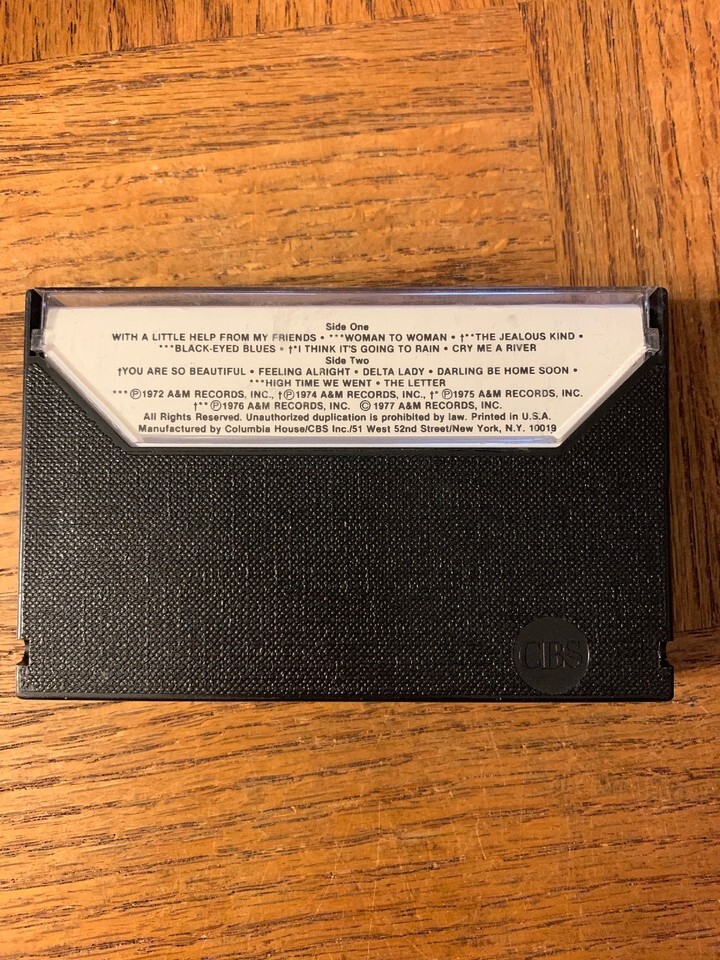 Side One
WITH A LITTLE HELP FROM MY FRIENDS • ***WOMAN TO WOMAN • †**THE JEALOUS KIND •
***BLACK-EYED BLUES • †*I THINK IT'S GOING TO RAIN • CRY ME A RIVER
Side Two
†YOU ARE SO BEAUTIFUL • FEELING ALRIGHT • DELTA LADY • DARLING BE HOME SOON •
***HIGH TIME WE WENT • THE LETTER
***℗1972 A&M RECORDS, INC., †℗1974 A&M RECORDS, INC., †*℗1975 A&M RECORDS, INC.
†**℗1976 A&M RECORDS, INC. ©1977 A&M RECORDS, INC.
All Rights Reserved. Unauthorized duplication is prohibited by law. Printed in U.S.A.
Manufactured by Columbia House/CBS Inc./51 West 52nd Street/New York, N.Y. 10019
CBS